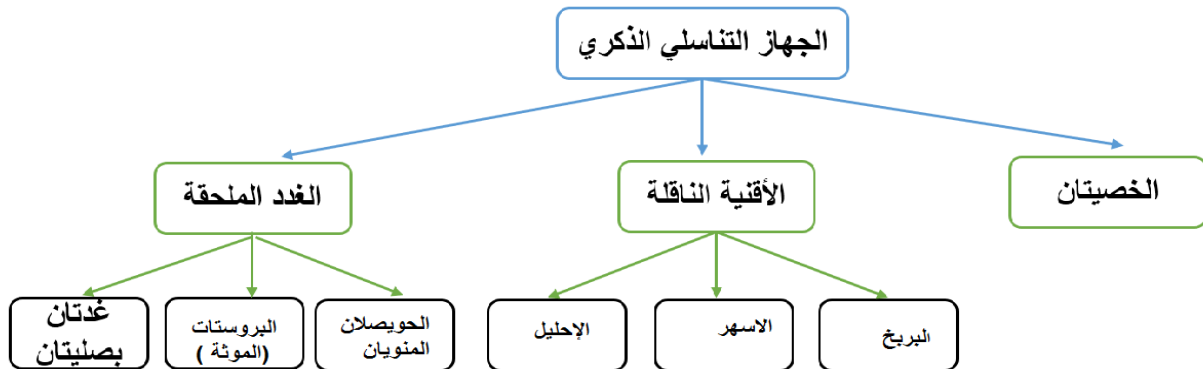 الجهاز التناسلي الذكري
الخصيتان
الأقنية الناقلة
الغدد الملحقة
البربخ
الاسهر
الإحليل
الحويصلان
المنويان
البروستات
(الموثة )
غدتان
بصليتان